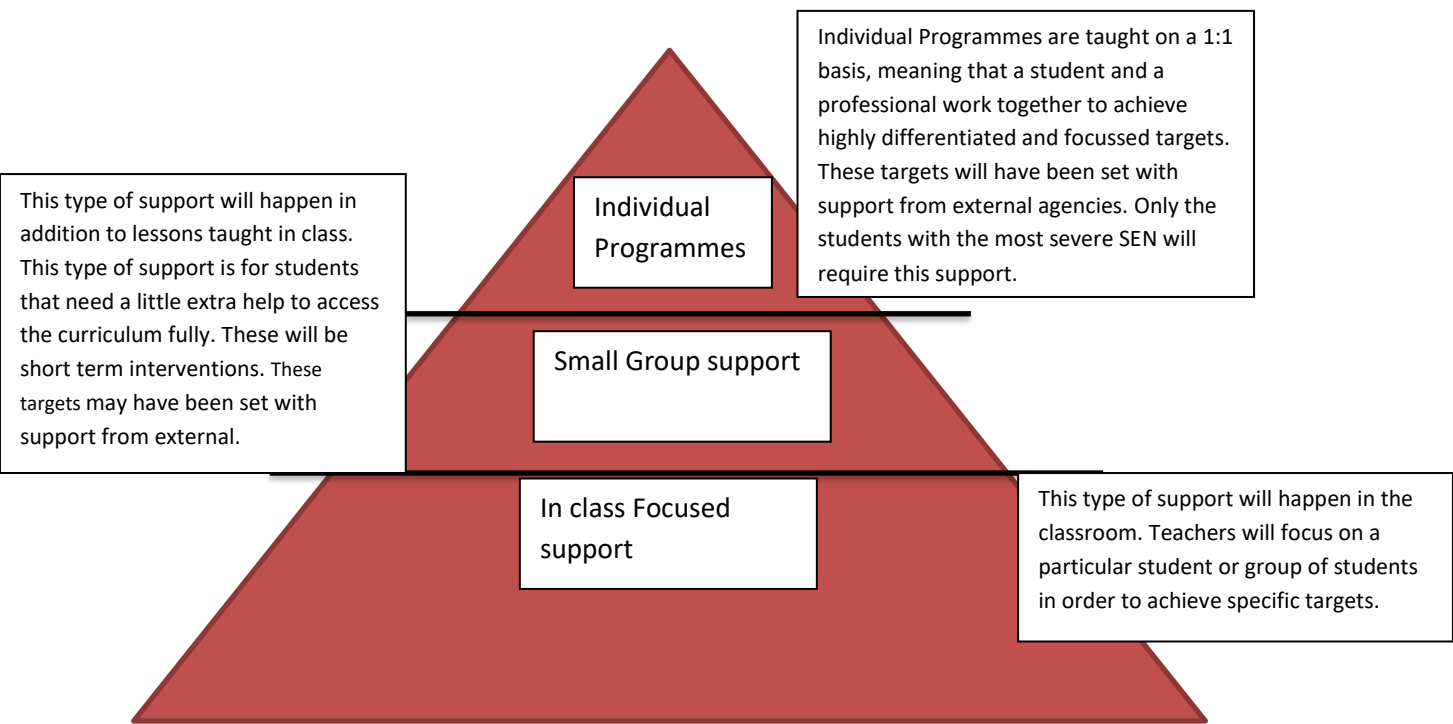 Individual Programmes are taught on a 1:1
basis, meaning that a student and a
professional work together to achieve
highly differentiated and focussed targets.
These targets will have been set with
support from external agencies. Only the
students with the most severe SEN will
require this support.
Individual
Programmes
This type of support will happen in
addition to lessons taught in class.
This type of support is for students
that need a little extra help to access
the curriculum fully. These will be
short term interventions. These
targets may have been set with
support from external.
Small Group support
In class Focused
support
This type of support will happen in the
classroom. Teachers will focus on a
particular student or group of students
in order to achieve specific targets.